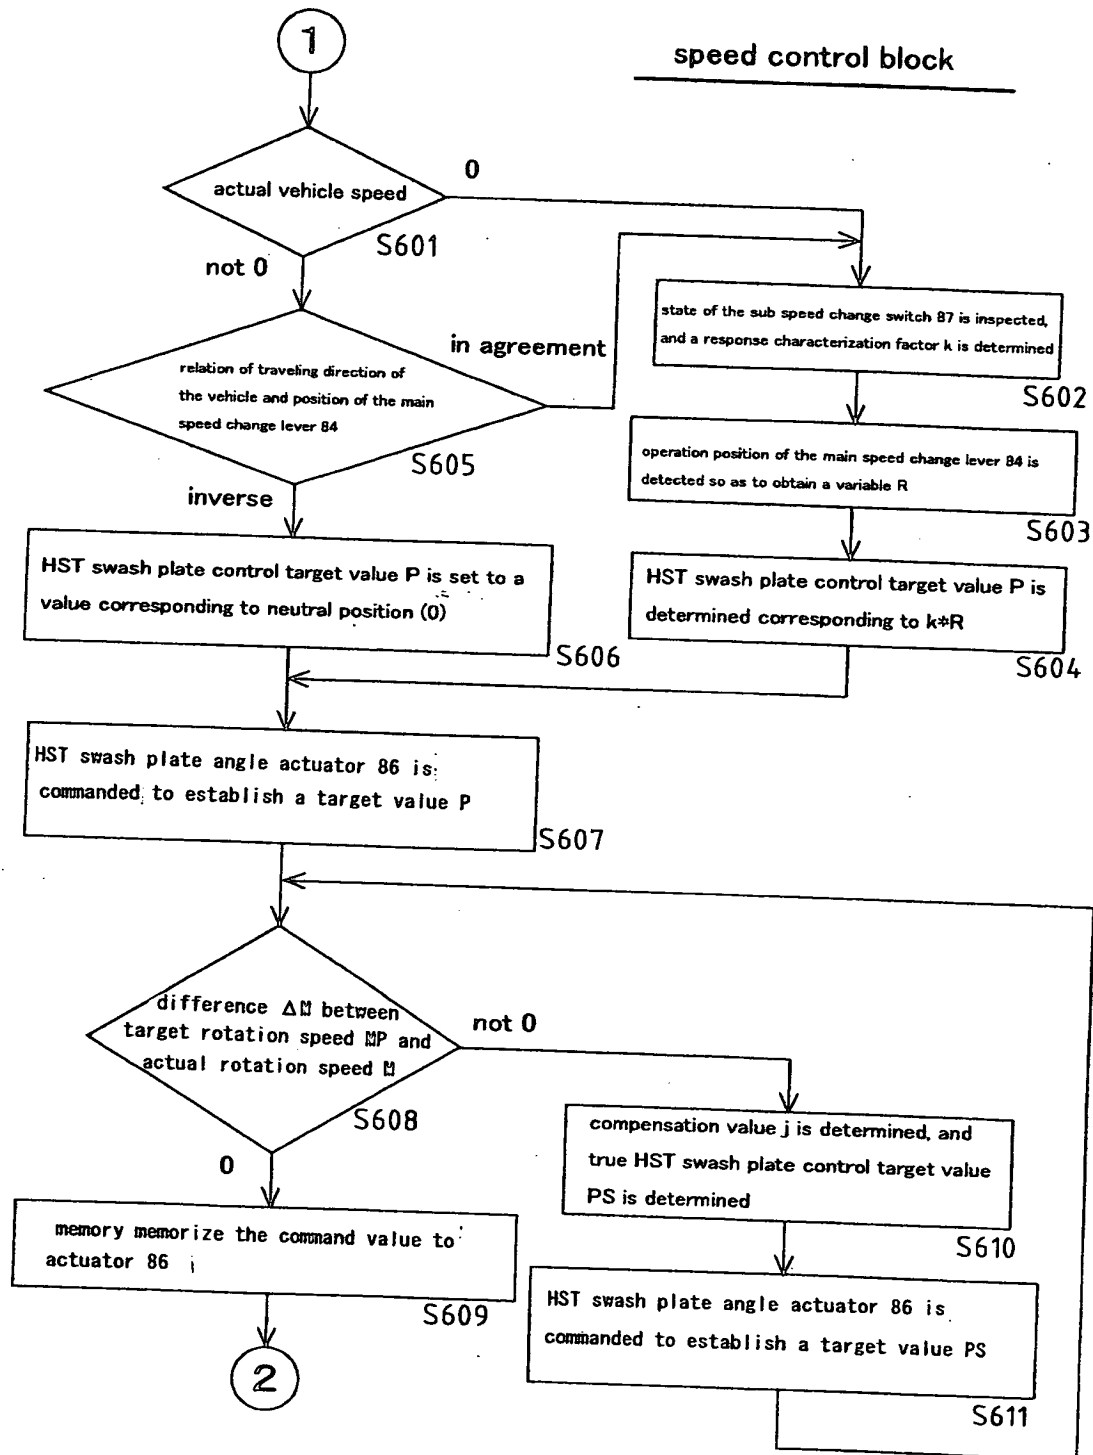 1
speed control block
actual vehicle speed
0
S601
not 0
relation of traveling direction of
the vehicle and position of the main
speed change lever 84
in agreement
S605
inverse
state of the sub speed change switch 87 is inspected,
and a response characterization factor k is determined
S602
operation position of the main speed change lever 84 is
detected so as to obtain a variable R
S603
HST swash plate control target value P is
determined corresponding to k*R
S604
HST swash plate control target value P is set to a
value corresponding to neutral position (0)
S606
HST swash plate angle actuator 86 is
commanded to establish a target value P
S607
difference ΔM between
target rotation speed MP and
actual rotation speed M
not 0
S608
0
compensation value j is determined, and
true HST swash plate control target value
PS is determined
S610
memory memorize the command value to
actuator 86
S609
HST swash plate angle actuator 86 is
commanded to establish a target value PS
S611
2